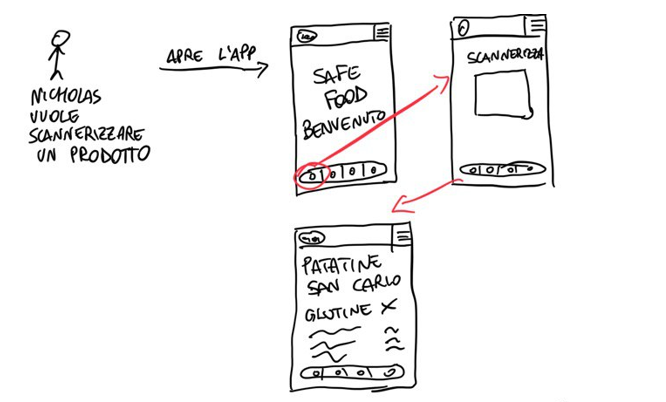 NICHOLAS
VUOLE
SCANNERIZZARE
UN PRODOTTO
APRE L'APP
SAFE
FOOD
BENVENUTO
SCANNERIZZA
PATATINE
SAN CARLO
GLUTINE X